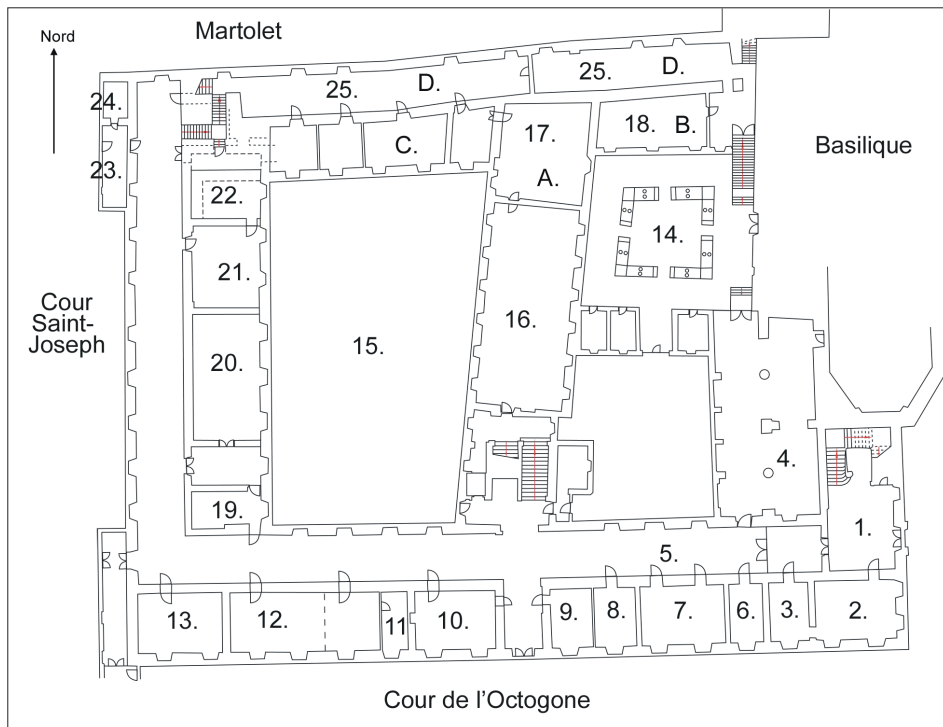 Nord
Martolet
Basilique
Cour
Saint-
Joseph
Cour de l'Octogone
24.
23.
25.
D.
25.
D.
C.
17.
A.
18.
B.
22.
14.
21.
16.
15.
20.
4.
19.
1.
5.
13.
12.
11
10.
9.
8.
7.
6.
3.
2.